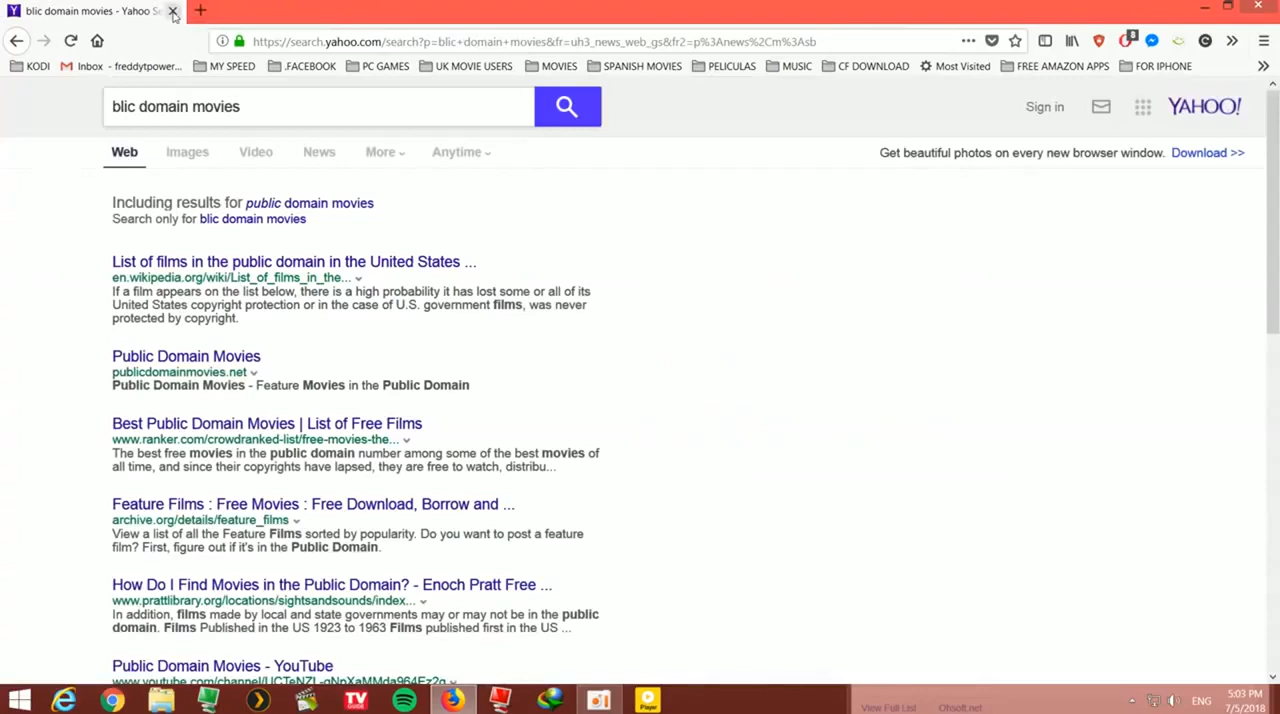 blic domain movies - Yahoo Se
https://search.yahoo.com/search?p=blic+domain+movies&fr=uh3_news_web_gs&fr2=p%3Anews%2Cm%3Asb
8
KODI
Inbox - freddytpower...
MY SPEED
.FACEBOOK
PC GAMES
UK MOVIE USERS
MOVIES
SPANISH MOVIES
PELICULAS
MUSIC
CF DOWNLOAD
Most Visited
FREE AMAZON APPS
FOR IPHONE
blic domain movies
Sign in
YAHOO!
Web
Images
Video
News
More
Anytime
Get beautiful photos on every new browser window. Download >>
Including results for public domain movies
Search only for blic domain movies
List of films in the public domain in the United States ...
en.wikipedia.org/wiki/List_of_films_in_the...
If a film appears on the list below, there is a high probability it has lost some or all of its
United States copyright protection or in the case of U.S. government films, was never
protected by copyright.
Public Domain Movies
publicdomainmovies.net
Public Domain Movies - Feature Movies in the Public Domain
Best Public Domain Movies | List of Free Films
www.ranker.com/crowdranked-list/free-movies-the...
The best free movies in the public domain number among some of the best movies of
all time, and since their copyrights have lapsed, they are free to watch, distribu...
Feature Films : Free Movies : Free Download, Borrow and ...
archive.org/details/feature_films
View a list of all the Feature Films sorted by popularity. Do you want to post a feature
film? First, figure out if it's in the Public Domain.
How Do I Find Movies in the Public Domain? - Enoch Pratt Free ...
www.prattlibrary.org/locations/sightsandsounds/index...
In addition, films made by local and state governments may or may not be in the public
domain. Films Published in the US 1923 to 1963 Films published first in the US ...
Public Domain Movies - YouTube
TV
GUIDE
Player
View Full List
Ohsoft.net
ENG
5:03 PM
7/5/2018